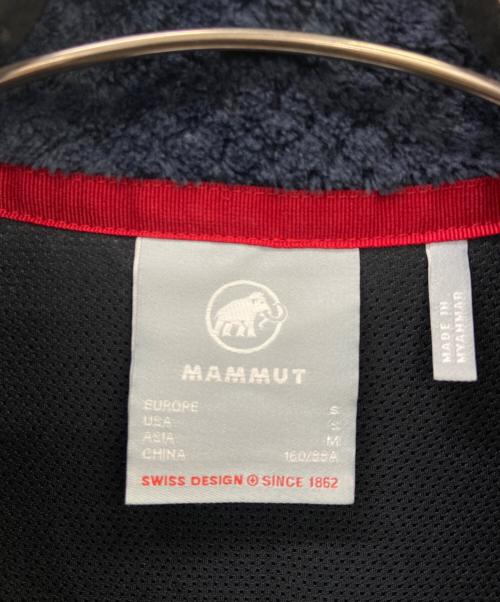 MAMMUT
EUROPE S
USA S
ASIA M
CHINA 160/88A
SWISS DESIGN SINCE 1862
MADE IN
MYANMAR